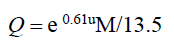 Q = e ^0.61u M/13.5